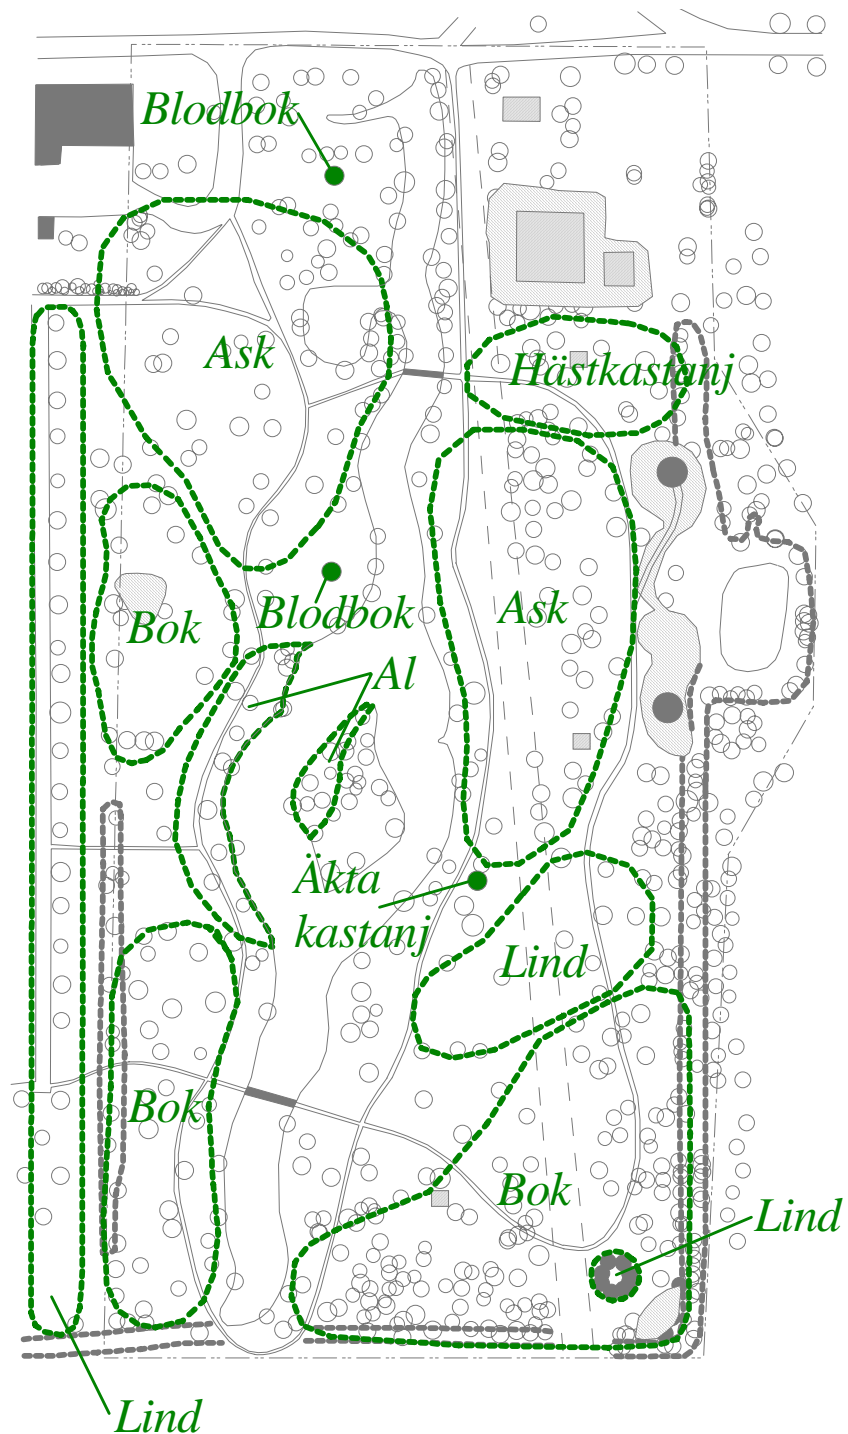 Blodbok
Ask
Hästkastanj
Blodbok
Ask
Bok
Al
Äkta
kastanj
Lind
Bok
Bok
Lind
Lind